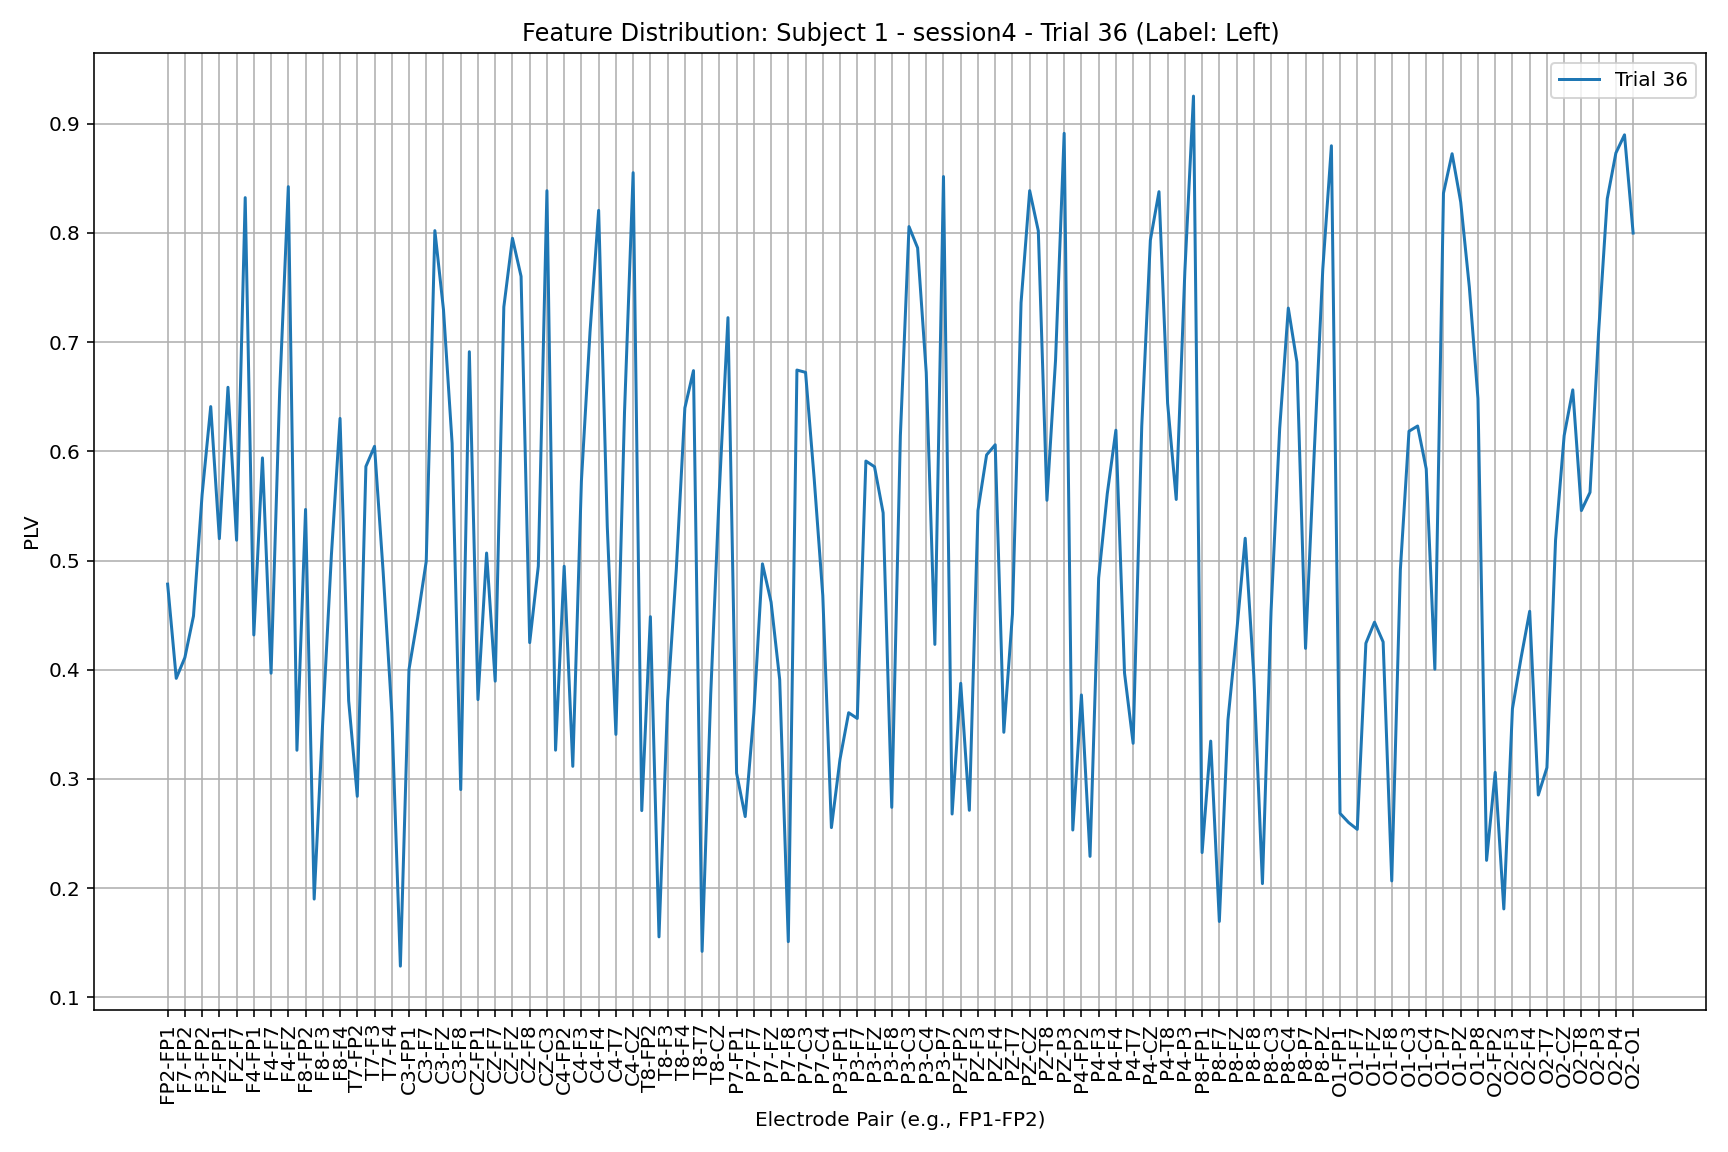 Feature Distribution: Subject 1 - session4 - Trial 36 (Label: Left)
Trial 36
0.9
0.8
0.7
0.6
0.5
0.4
0.3
0.2
0.1
PLV
FP2-FP1
F7-FP2
F3-FP2
FZ-FP1
FZ-F7
F4-FP1
F4-F7
F4-FZ
F8-FP2
F8-F3
F8-F4
T7-FP2
T7-F3
T7-F4
C3-FP1
C3-F7
C3-FZ
C3-F8
CZ-FP1
CZ-F7
CZ-FZ
CZ-F8
CZ-C3
C4-FP2
C4-F3
C4-F4
C4-T7
C4-CZ
T8-FP2
T8-F3
T8-F4
T8-T7
T8-CZ
P7-FP1
P7-F7
P7-FZ
P7-F8
P7-C3
P7-C4
P3-FP1
P3-F7
P3-FZ
P3-F8
P3-C3
P3-C4
P3-P7
PZ-FP2
PZ-F3
PZ-F4
PZ-T7
PZ-CZ
PZ-T8
PZ-P3
P4-FP2
P4-F3
P4-F4
P4-T7
P4-CZ
P4-T8
P4-P3
P8-FP1
P8-F7
P8-FZ
P8-F8
P8-C3
P8-C4
P8-P7
P8-PZ
O1-FP1
O1-F7
O1-FZ
O1-F8
O1-C3
O1-C4
O1-P7
O1-PZ
O1-P8
O2-FP2
O2-F3
O2-F4
O2-T7
O2-CZ
O2-T8
O2-P3
O2-P4
O2-O1
Electrode Pair (e.g., FP1-FP2)